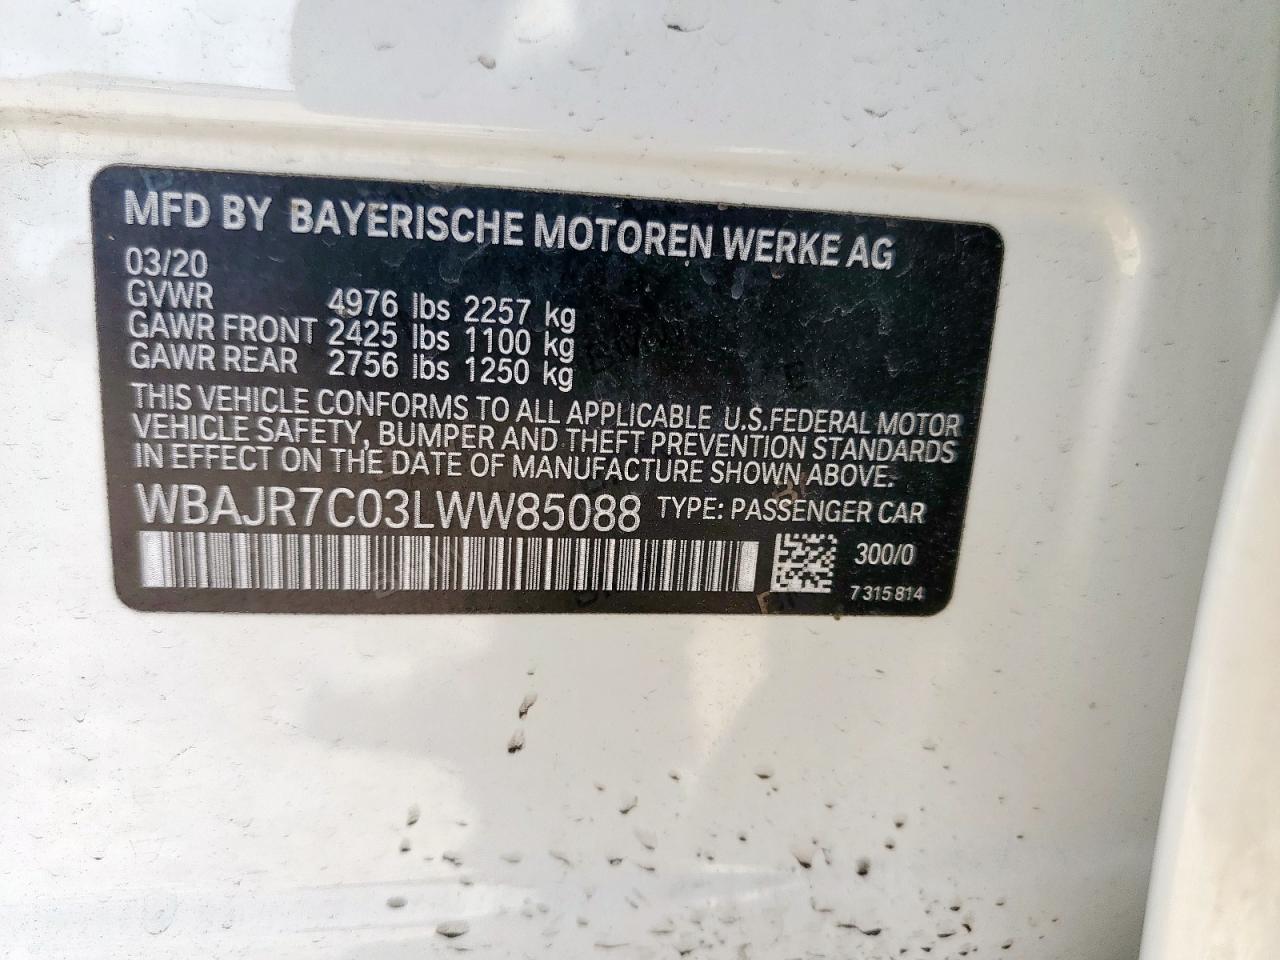 MFD BY BAYERISCHE MOTOREN WERKE AG
03/20
GVWR 4976 lbs 2257 kg
GAWR FRONT 2425 lbs 1100 kg
GAWR REAR 2756 lbs 1250 kg
THIS VEHICLE CONFORMS TO ALL APPLICABLE U.S.FEDERAL MOTOR
VEHICLE SAFETY, BUMPER AND THEFT PREVENTION STANDARDS
IN EFFECT ON THE DATE OF MANUFACTURE SHOWN ABOVE.
WBAJR7C03LWW85088 TYPE: PASSENGER CAR
300/0
7 315 814